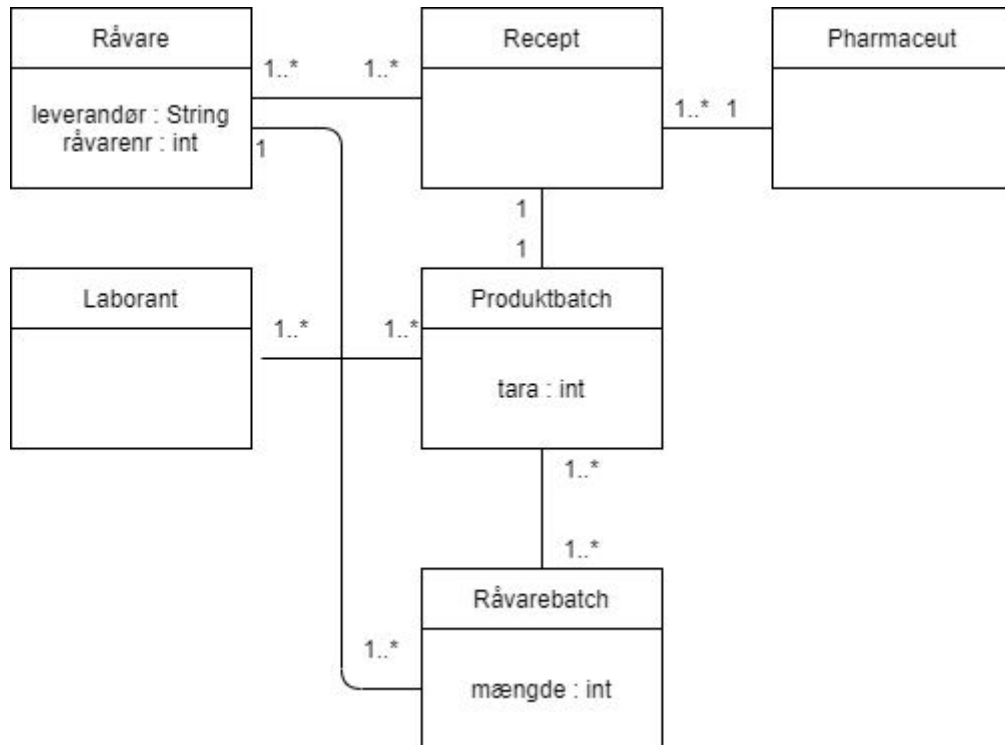 Råvare
leverandør : String
råvarenr : int
1..*
1..*
1
Recept
1..* 1
Pharmaceut
1
1
Laborant
1..*
1..*
Produktbatch
tara : int
1..*
1..*
Råvarebatch
mængde : int
1..*